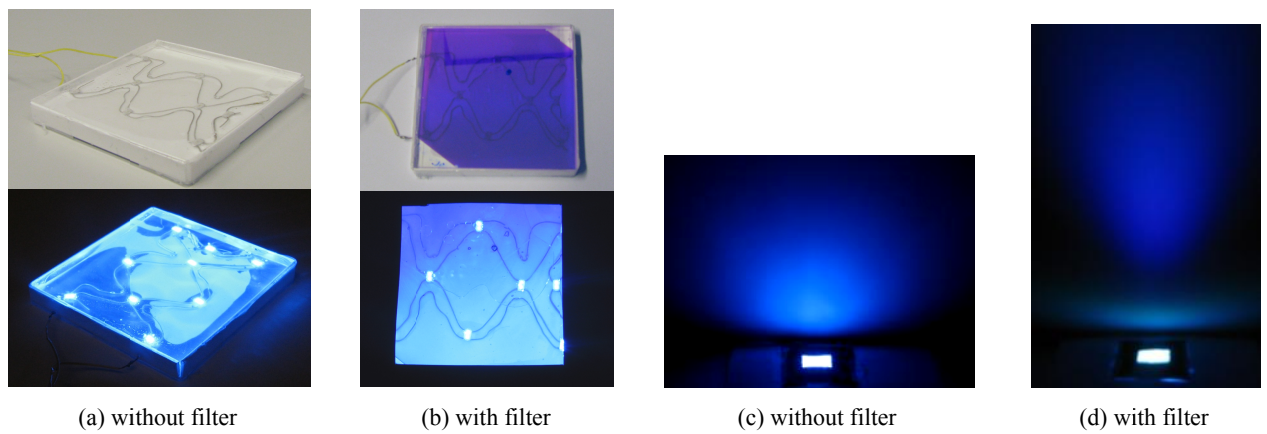 (a) without filter
(b) with filter
(c) without filter
(d) with filter